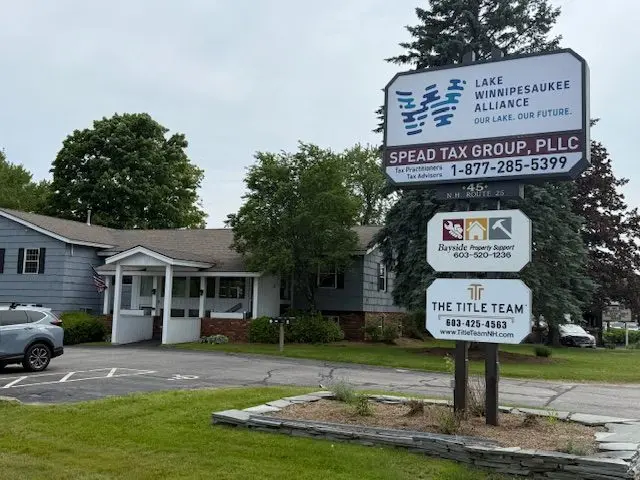 LAKE
WINNIPESAUKEE
ALLIANCE
OUR LAKE. OUR FUTURE.
SPEAD TAX GROUP, PLLC
Tax Practitioners
Tax Advisors
1-877-285-5399
45
N.H. ROUTE 25
Bayside Property Support
603-520-1236
THE TITLE TEAM
603-425-4563
www.TitleTeamNH.com